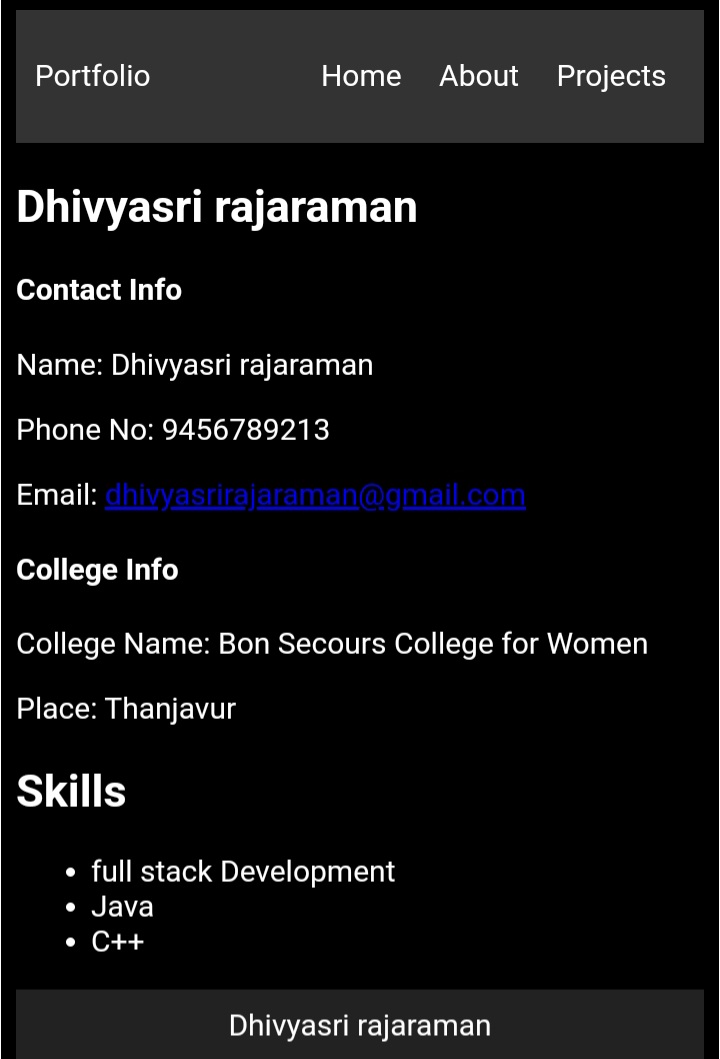 Portfolio Home About Projects
Dhivyasri rajaraman
Contact Info
Name: Dhivyasri rajaraman
Phone No: 9456789213
Email: dhivyasrirajaraman@gmail.com
College Info
College Name: Bon Secours College for Women
Place: Thanjavur
Skills
• full stack Development
• Java
• C++
Dhivyasri rajaraman